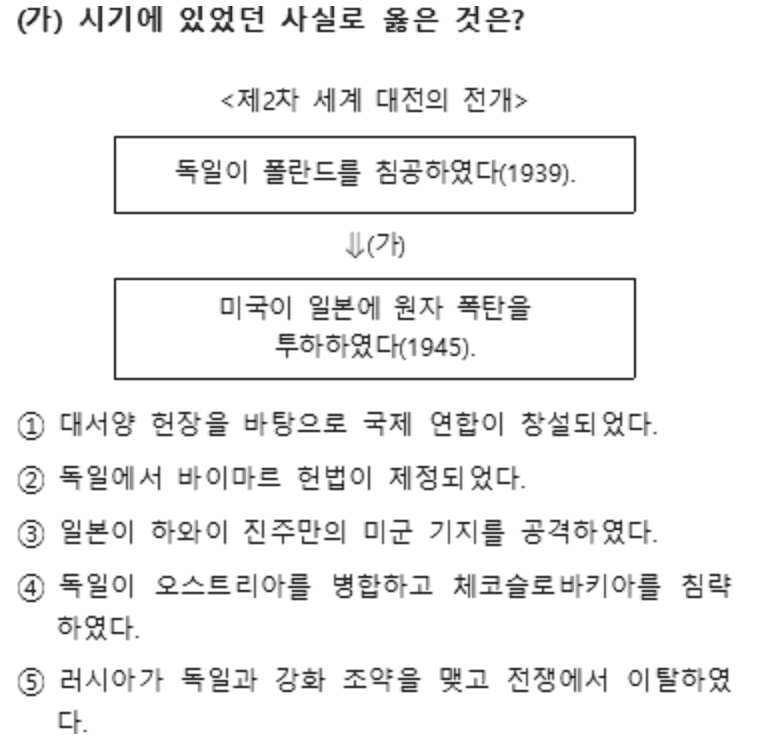 (가) 시기에 있었던 사실로 옳은 것은?
<제2차 세계 대전의 전개>
독일이 폴란드를 침공하였다(1939).
⇓(가)
미국이 일본에 원자 폭탄을
투하하였다(1945).
① 대서양 헌장을 바탕으로 국제 연합이 창설되었다.
② 독일에서 바이마르 헌법이 제정되었다.
③ 일본이 하와이 진주만의 미군 기지를 공격하였다.
④ 독일이 오스트리아를 병합하고 체코슬로바키아를 침략
하였다.
⑤ 러시아가 독일과 강화 조약을 맺고 전쟁에서 이탈하였
다.